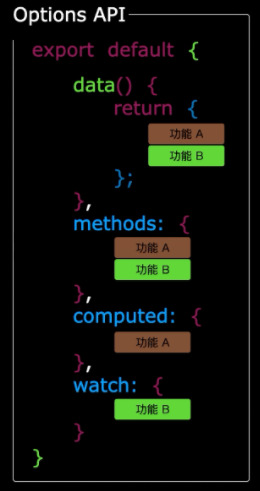 Options API
export default {
data() {
return {
功能 A
功能 B
};
},
methods: {
功能 A
功能 B
},
computed: {
功能 A
},
watch: {
功能 B
}
}